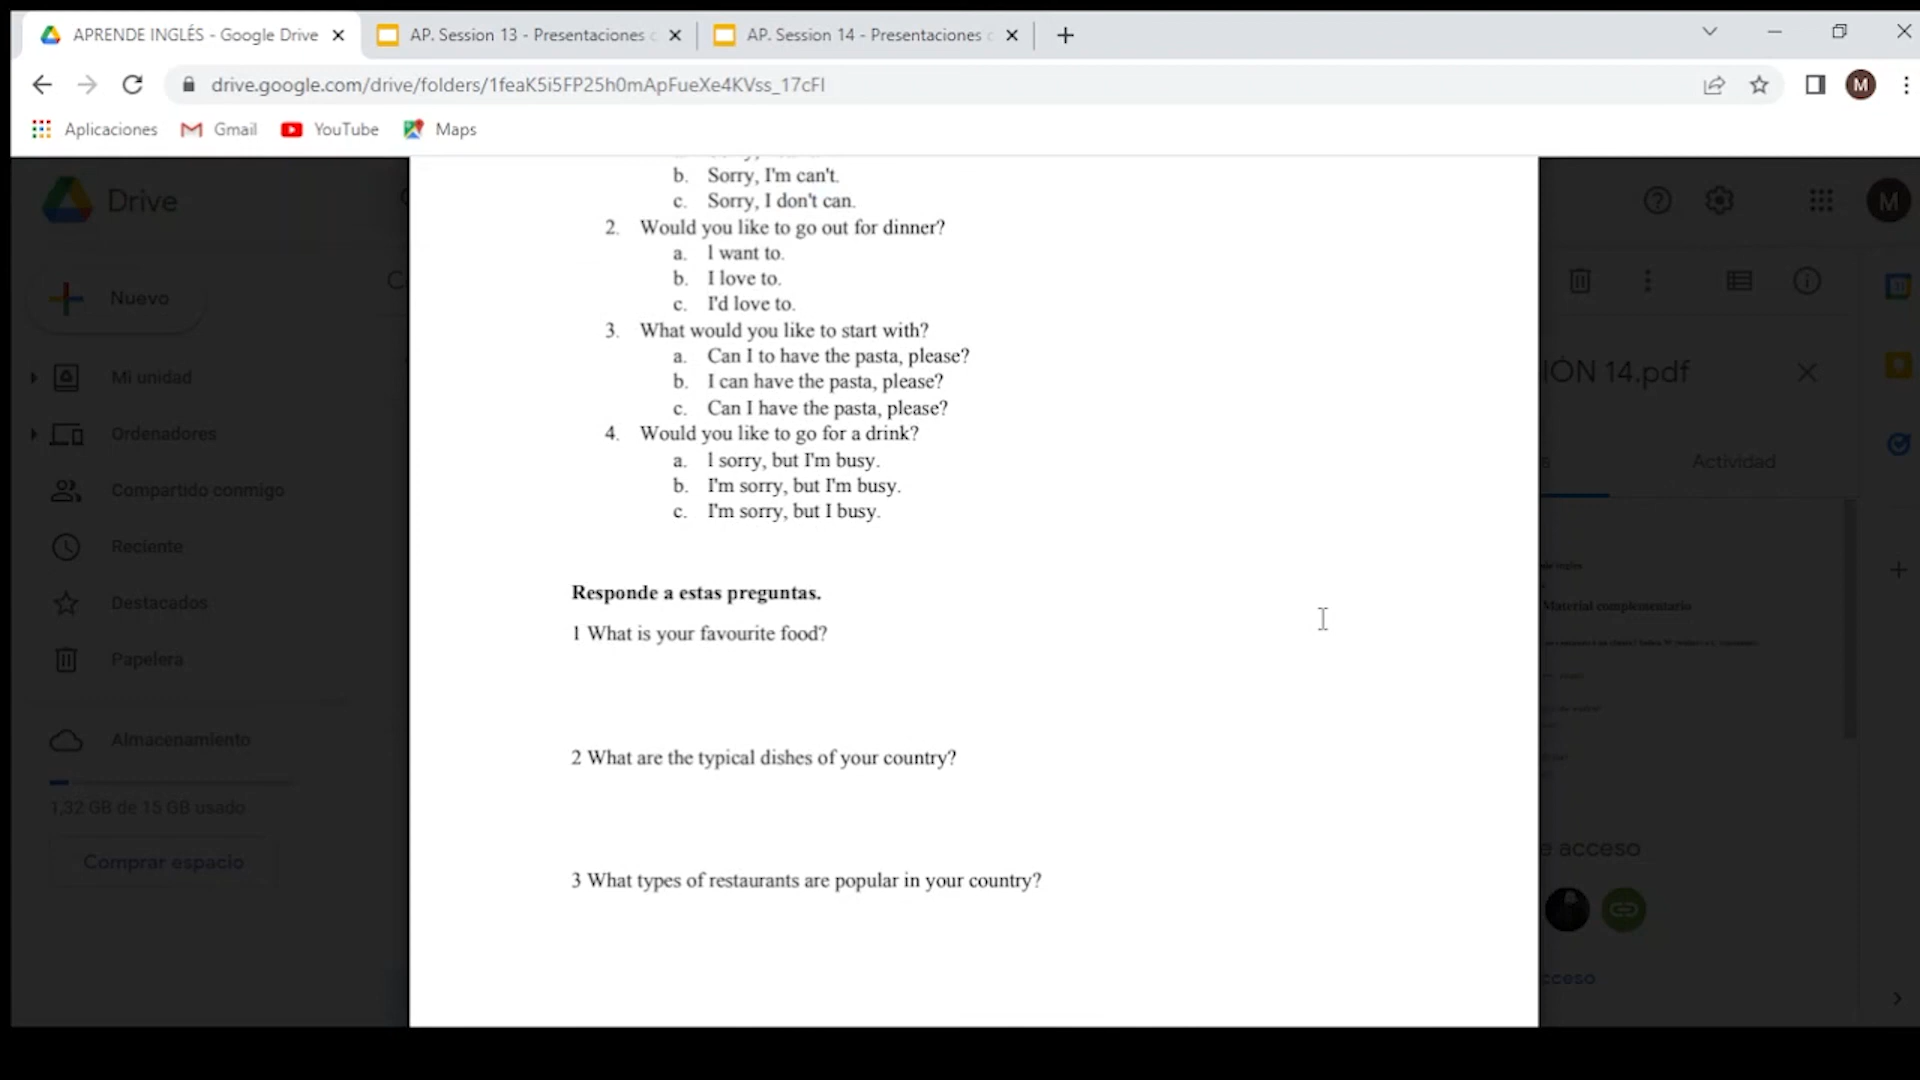 APRENDE INGLÉS - Google Drive
AP. Session 13 - Presentaciones
AP. Session 14 - Presentaciones
drive.google.com/drive/folders/1feaK5i5FP25h0mApFueXe4KVss_17cFl
M
Aplicaciones
Gmail
YouTube
Maps
Drive
M
Nuevo
Mi unidad
Ordenadores
Compartido conmigo
Reciente
Destacados
Papelera
Almacenamiento
1,32 GB de 15 GB usado
Comprar espacio
b. Sorry, I'm can't.
c. Sorry, I don't can.
2. Would you like to go out for dinner?
a. I want to.
b. I love to.
c. I'd love to.
3. What would you like to start with?
a. Can I to have the pasta, please?
b. I can have the pasta, please?
c. Can I have the pasta, please?
4. Would you like to go for a drink?
a. I sorry, but I'm busy.
b. I'm sorry, but I'm busy.
c. I'm sorry, but I busy.
Responde a estas preguntas.
1 What is your favourite food?
2 What are the typical dishes of your country?
3 What types of restaurants are popular in your country?
IÓN 14.pdf
Actividad
Material complementario
e acceso
cceso